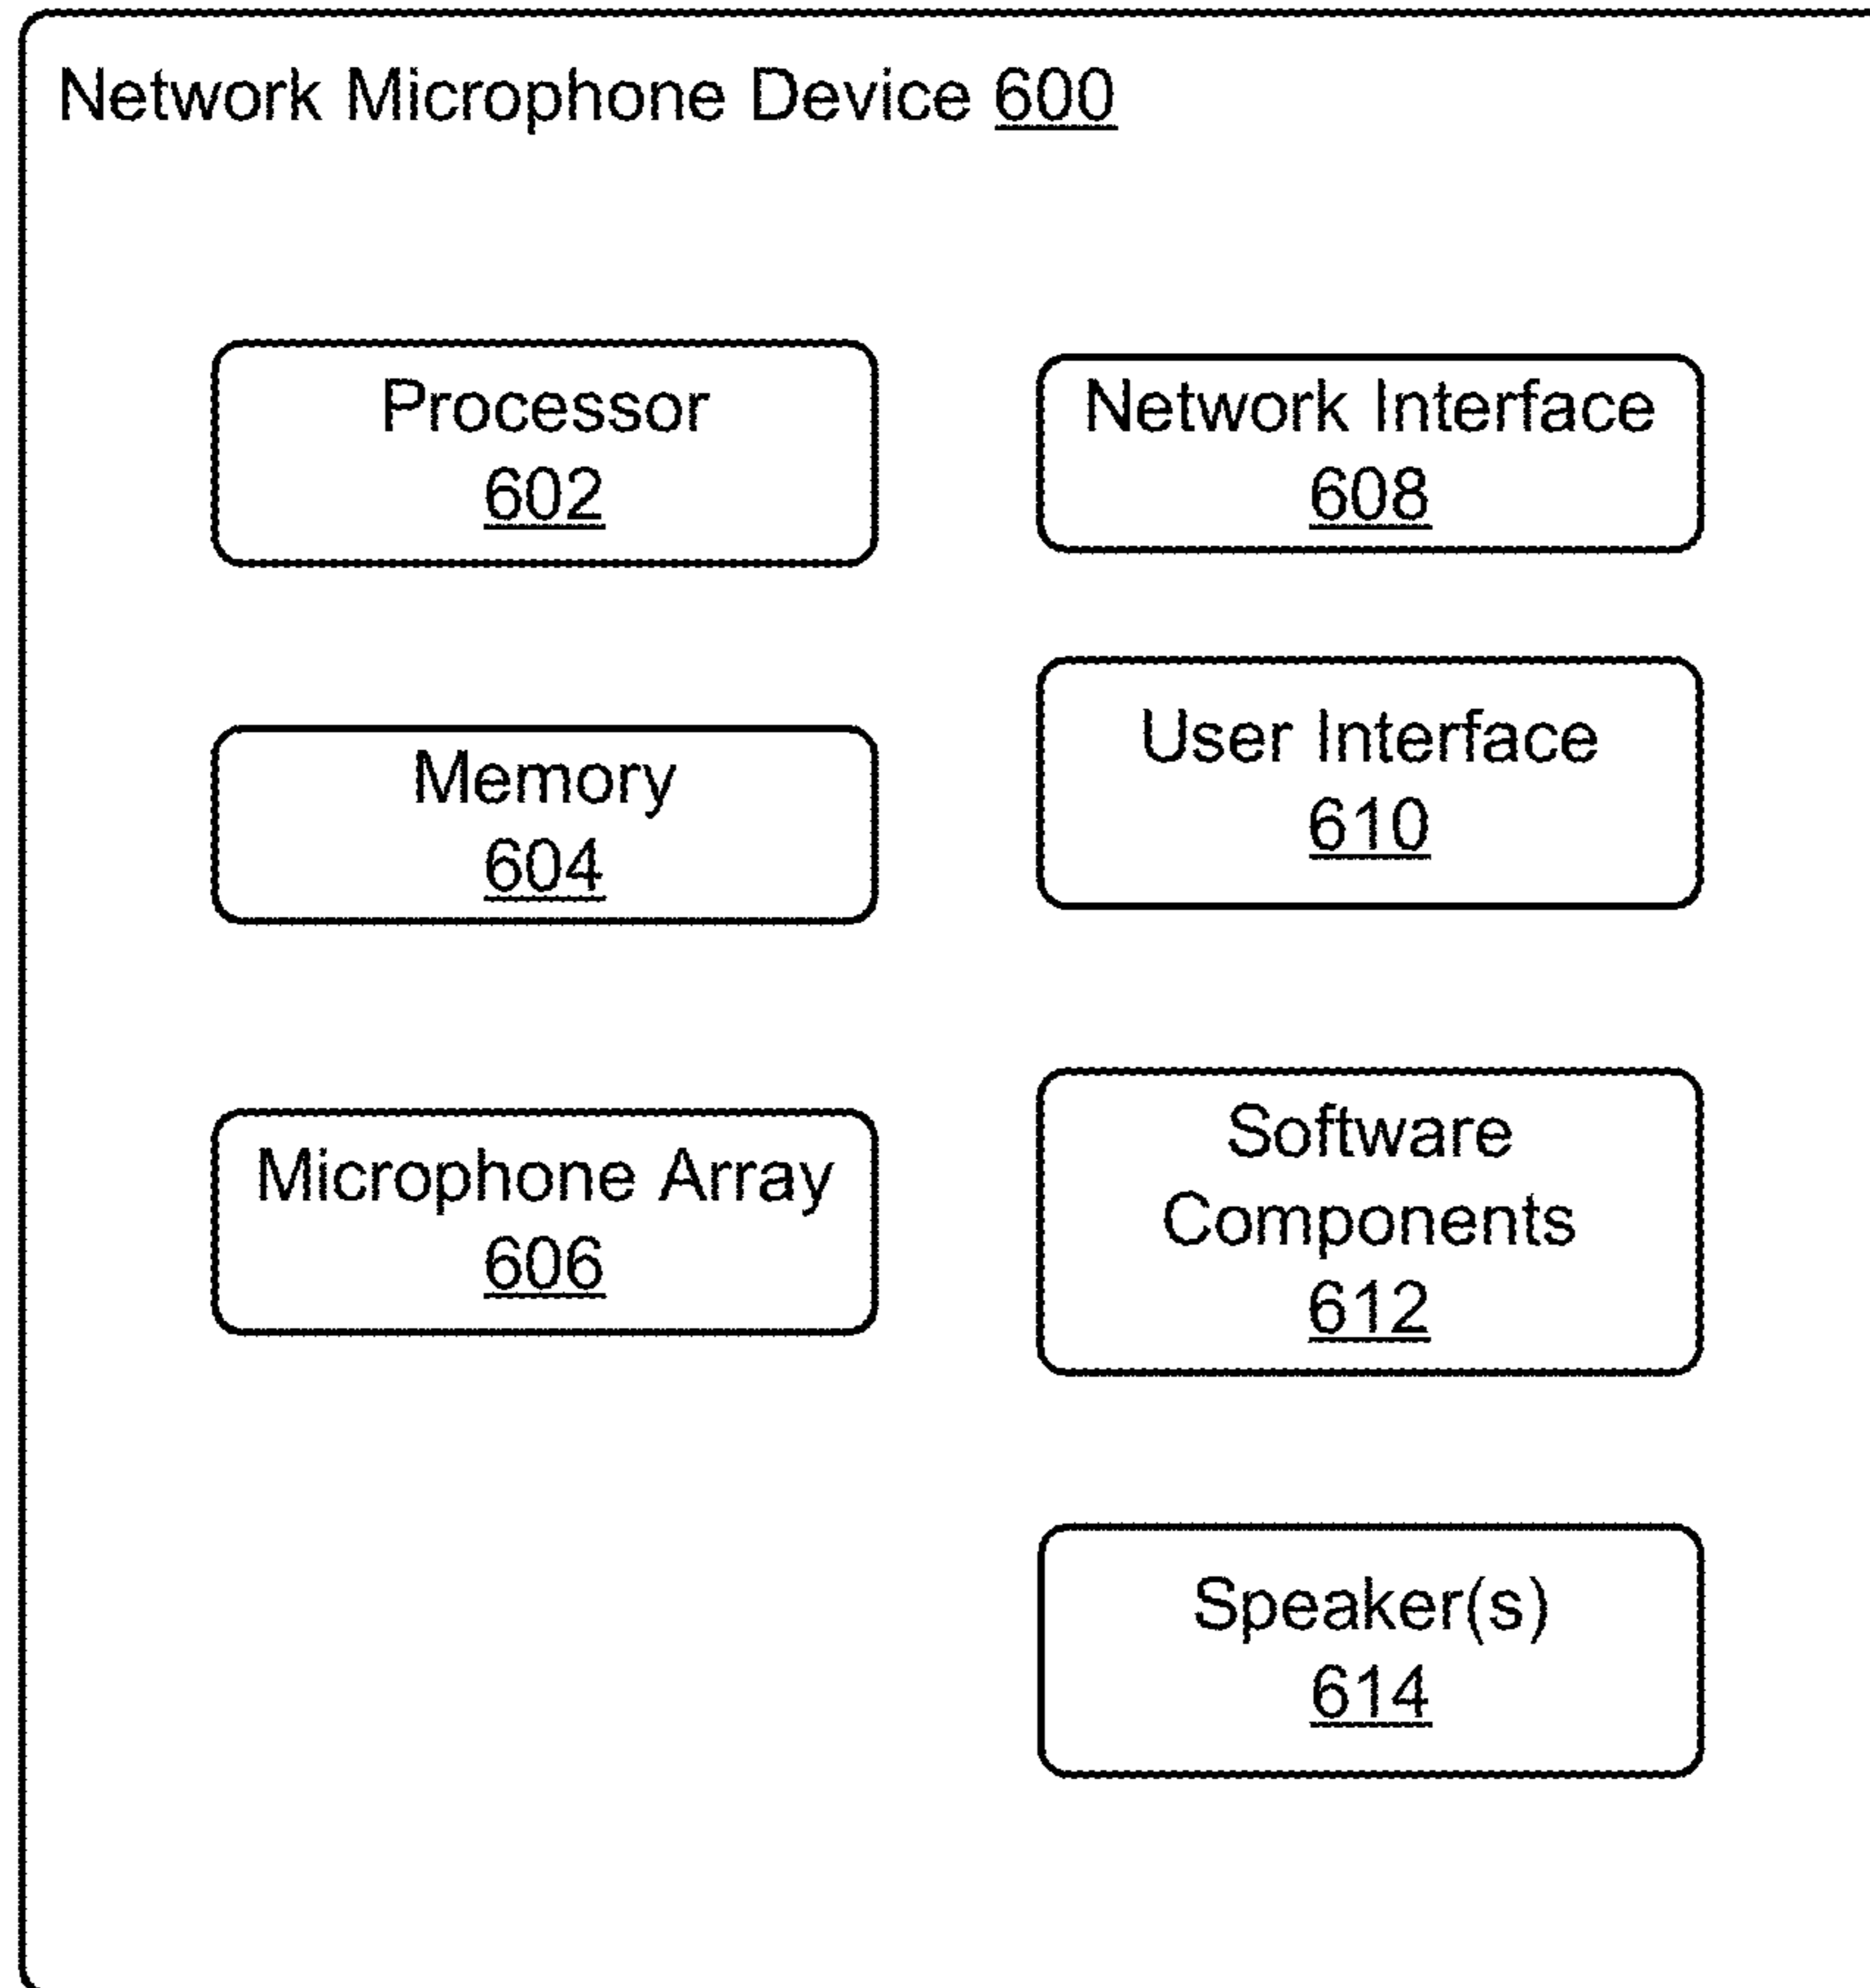 Network Microphone Device 600
Processor
602
Network Interface
608
Memory
604
User Interface
610
Microphone Array
606
Software
Components
612
Speaker(s)
614